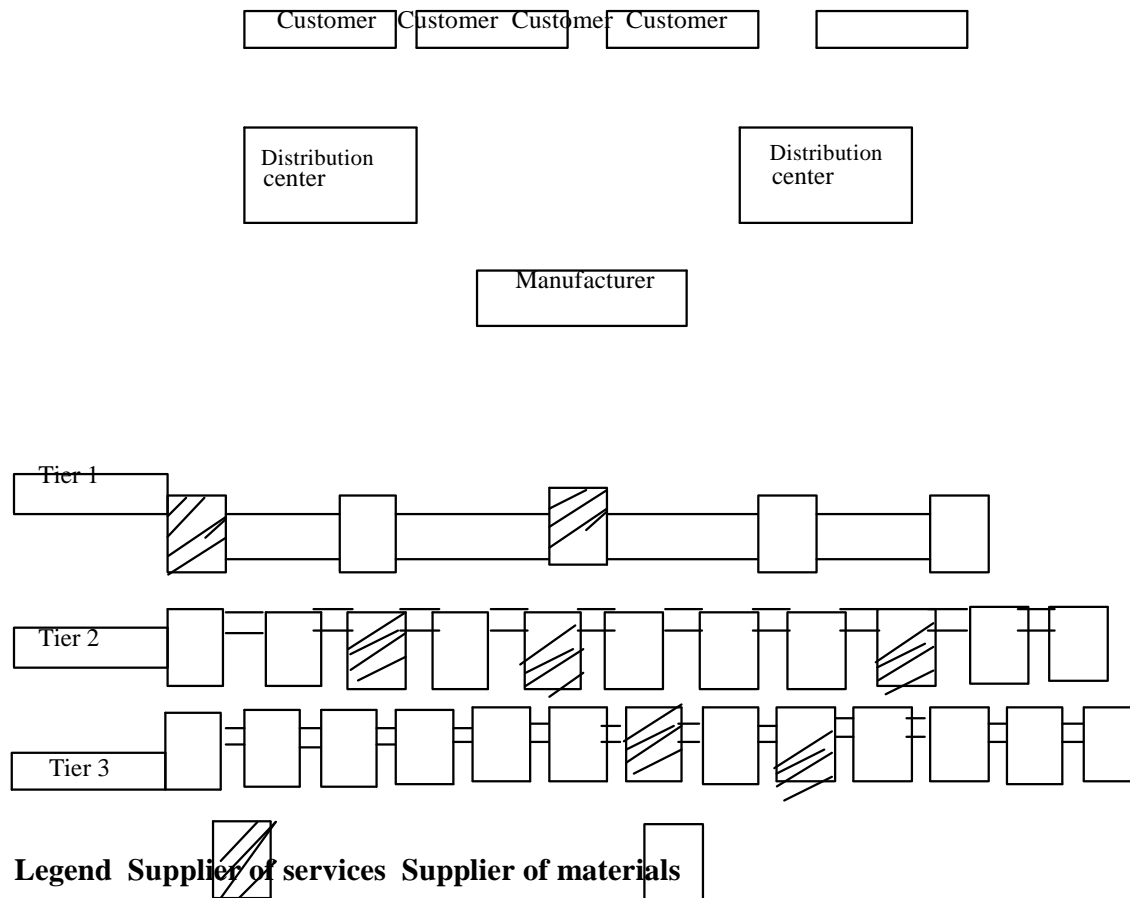 Customer Customer Customer Customer
Distribution center
Distribution center
Manufacturer
Tier 1
Tier 2
Tier 3
Legend Supplier of services Supplier of materials